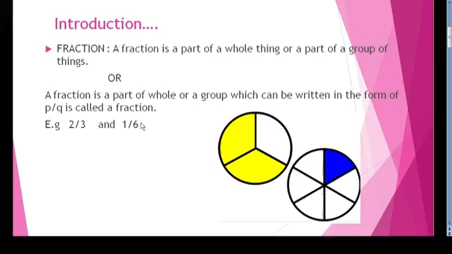 Introduction....
FRACTION : A fraction is a part of a whole thing or a part of a group of
things.
OR
A fraction is a part of whole or a group which can be written in the form of
p/q is called a fraction.
E.g 2/3 and 1/6